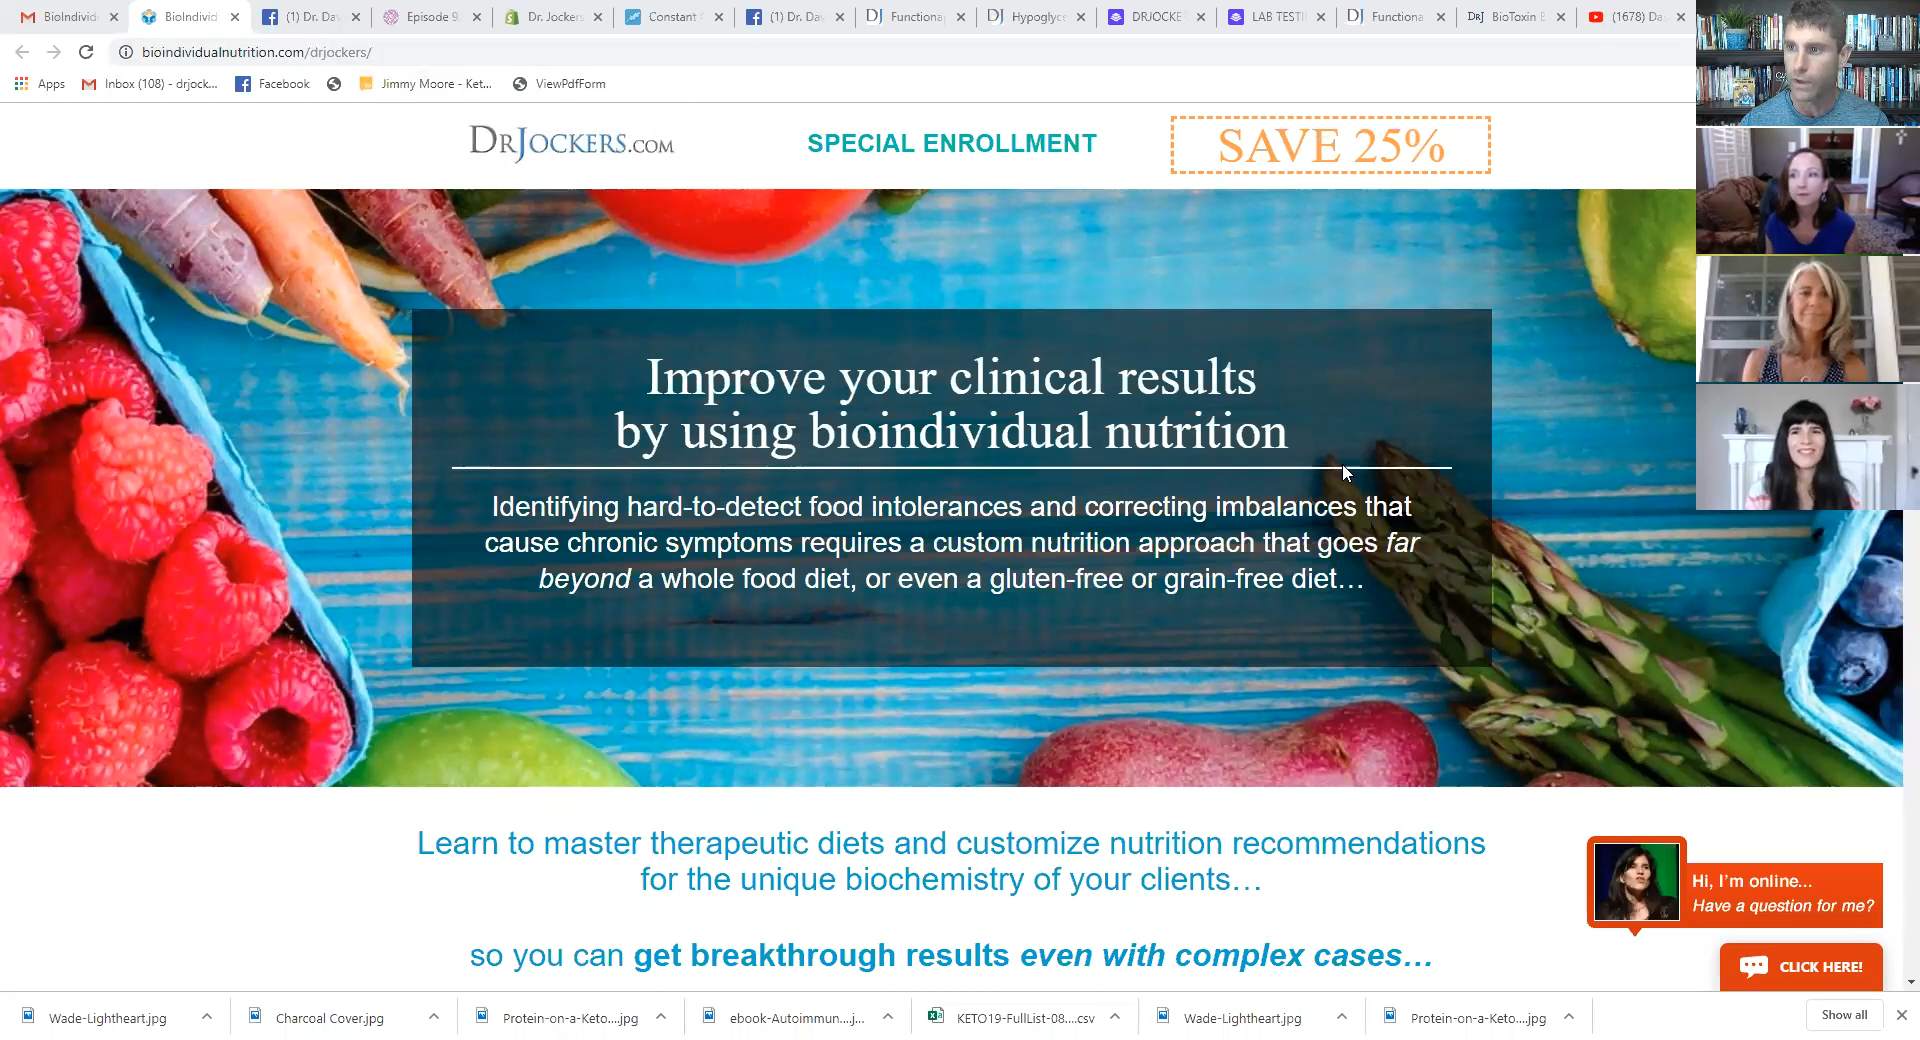 BioIndivid
BioIndivid
(1) Dr. Da
Episode 9
Dr. Jockers
Constant
(1) Dr. Da
Functiona
Hypoglyc
DRJOCKE
LAB TESTI
Functiona
BioToxin
(1678) Da
bioindividualnutrition.com/drjockers/
Apps
Inbox (108) - drjock...
Facebook
Jimmy Moore - Ket...
ViewPdfForm
DRJOCKERS.COM
SPECIAL ENROLLMENT
SAVE 25%
Improve your clinical results
by using bioindividual nutrition
Identifying hard-to-detect food intolerances and correcting imbalances that
cause chronic symptoms requires a custom nutrition approach that goes far
beyond a whole food diet, or even a gluten-free or grain-free diet...
Learn to master therapeutic diets and customize nutrition recommendations
for the unique biochemistry of your clients...
so you can get breakthrough results even with complex cases...
Hi, I'm online...
Have a question for me?
CLICK HERE!
Wade-Lightheart.jpg
Charcoal Cover.jpg
Protein-on-a-Keto....jpg
ebook-Autoimmun....j...
KETO19-FullList-08....csv
Wade-Lightheart.jpg
Protein-on-a-Keto....jpg
Show all